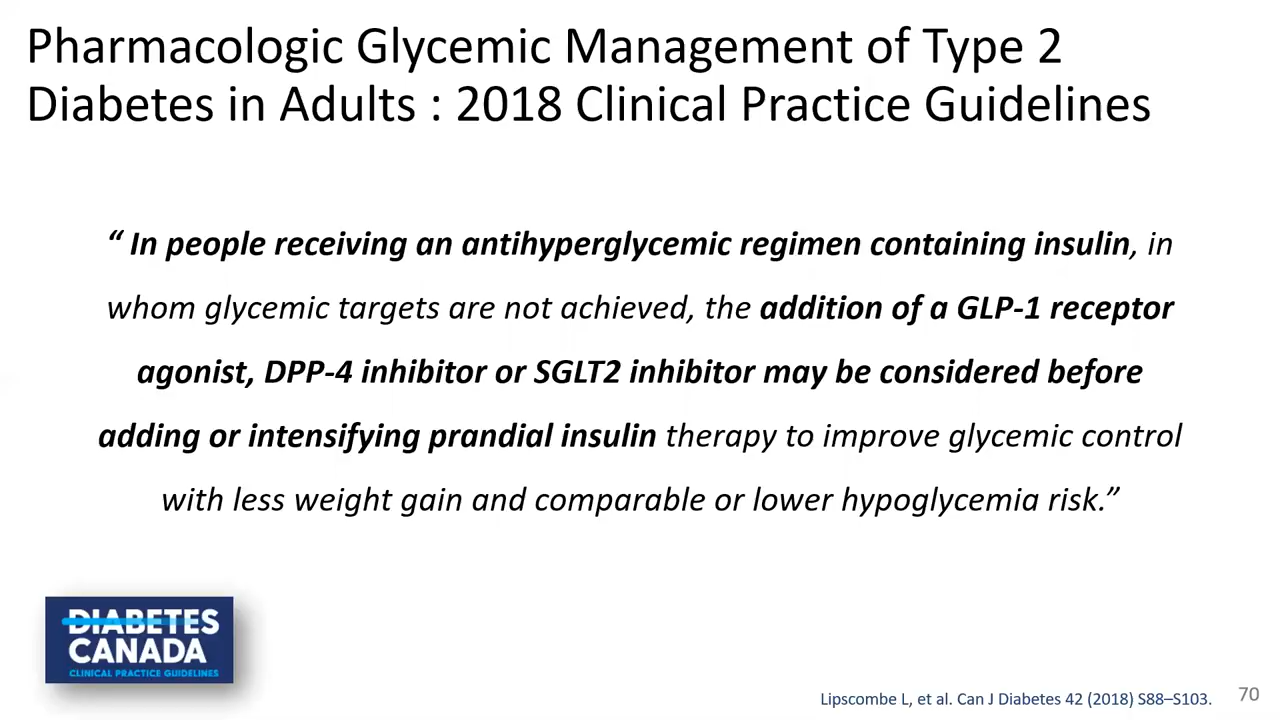 Pharmacologic Glycemic Management of Type 2
Diabetes in Adults : 2018 Clinical Practice Guidelines
“ In people receiving an antihyperglycemic regimen containing insulin, in
whom glycemic targets are not achieved, the addition of a GLP-1 receptor
agonist, DPP-4 inhibitor or SGLT2 inhibitor may be considered before
adding or intensifying prandial insulin therapy to improve glycemic control
with less weight gain and comparable or lower hypoglycemia risk.”
DIABETES
CANADA
CLINICAL PRACTICE GUIDELINES
Lipscombe L, et al. Can J Diabetes 42 (2018) S88–S103.
70